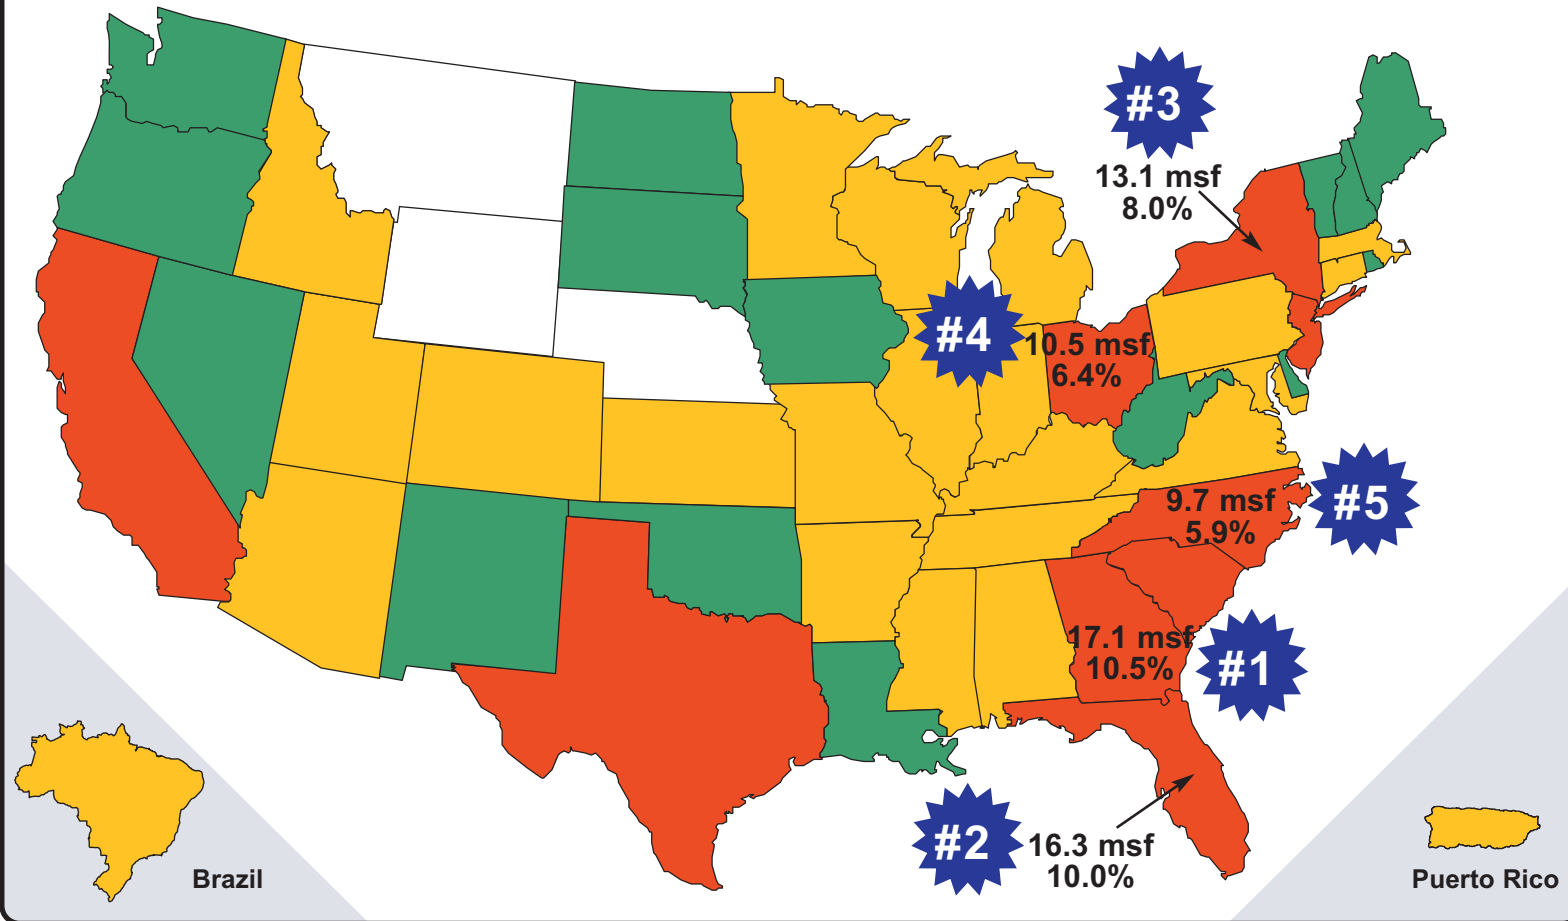 #3
13.1 msf
8.0%
#4
10.5 msf
6.4%
9.7 msf
5.9%
#5
17.1 msf
10.5%
#1
#2
16.3 msf
10.0%
Brazil
Puerto Rico